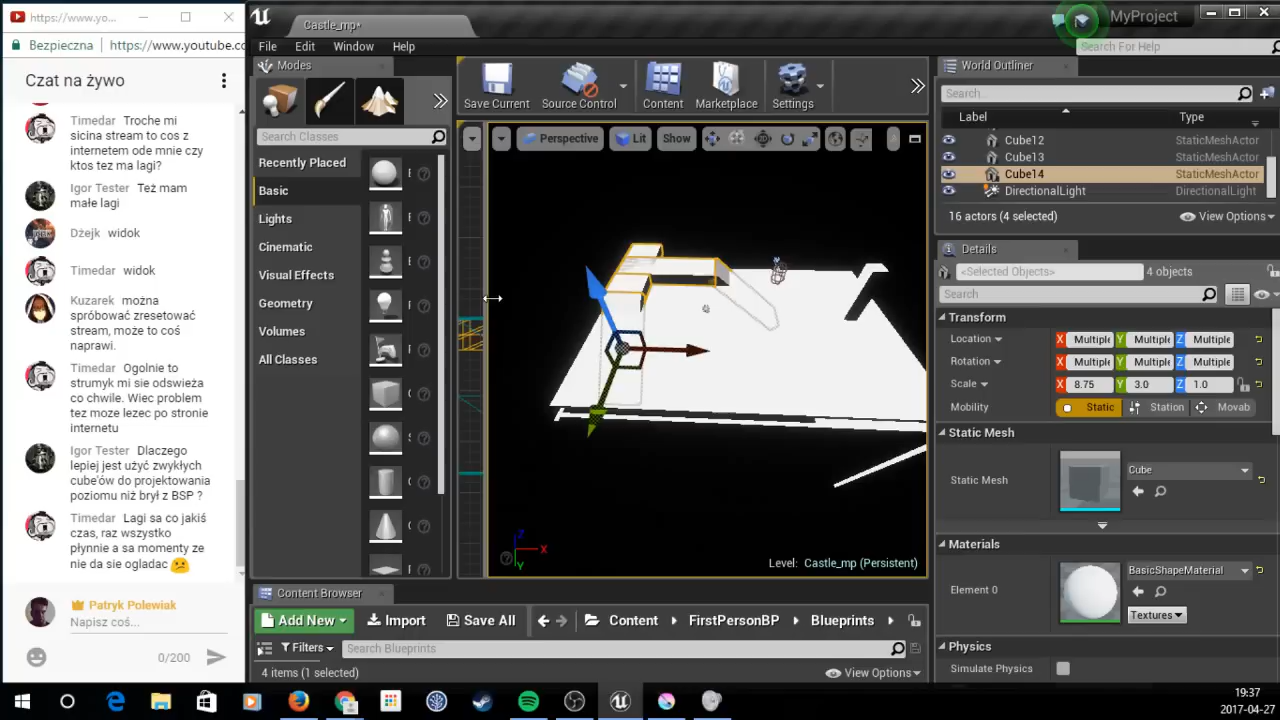 https://www.yo...
Bezpieczna
https://www.youtube.c
Czat na żywo
Timedar Troche mi
sicina stream to cos z
internetem ode mnie czy
ktos tez ma lagi?
Igor Tester Też mam
małe lagi
Dżejk widok
Timedar widok
Kuzarek można
spróbować zresetować
stream, może to coś
naprawi.
Timedar Ogolnie to
strumyk mi sie odswieża
co chwile. Wiec problem
tez moze lezec po stronie
internetu
Igor Tester Dlaczego
lepiej jest użyć zwykłych
cube'ów do projektowania
poziomu niż brył z BSP ?
Timedar Lagi sa co jakiś
czas, raz wszystko
płynnie a sa momenty ze
nie da sie ogladac
Patryk Polewiak
Napisz coś...
0/200
Castle_mp*
MyProject
File
Edit
Window
Help
Search For Help
Modes
Search Classes
Recently Placed
Basic
Lights
Cinematic
Visual Effects
Geometry
Volumes
All Classes
Save Current
Source Control
Content
Marketplace
Settings
Perspective
Lit
Show
Z
X
Y
Level: Castle_mp (Persistent)
World Outliner
Search...
Label
Type
Cube12 StaticMeshActor
Cube13 StaticMeshActor
Cube14 StaticMeshActor
DirectionalLight DirectionalLight
16 actors (4 selected)
View Options
Details
<Selected Objects>
4 objects
Search
Transform
Location X Multiple Y Multiple Z Multiple
Rotation X Multiple Y Multiple Z Multiple
Scale X 8.75 Y 3.0 Z 1.0
Mobility Static Station Movab
Static Mesh
Static Mesh
Cube
Materials
Element 0
BasicShapeMaterial
Textures
Physics
Simulate Physics
Content Browser
Add New
Import
Save All
Content
FirstPersonBP
Blueprints
Filters
Search Blueprints
4 items (1 selected)
View Options
19:37
2017-04-27